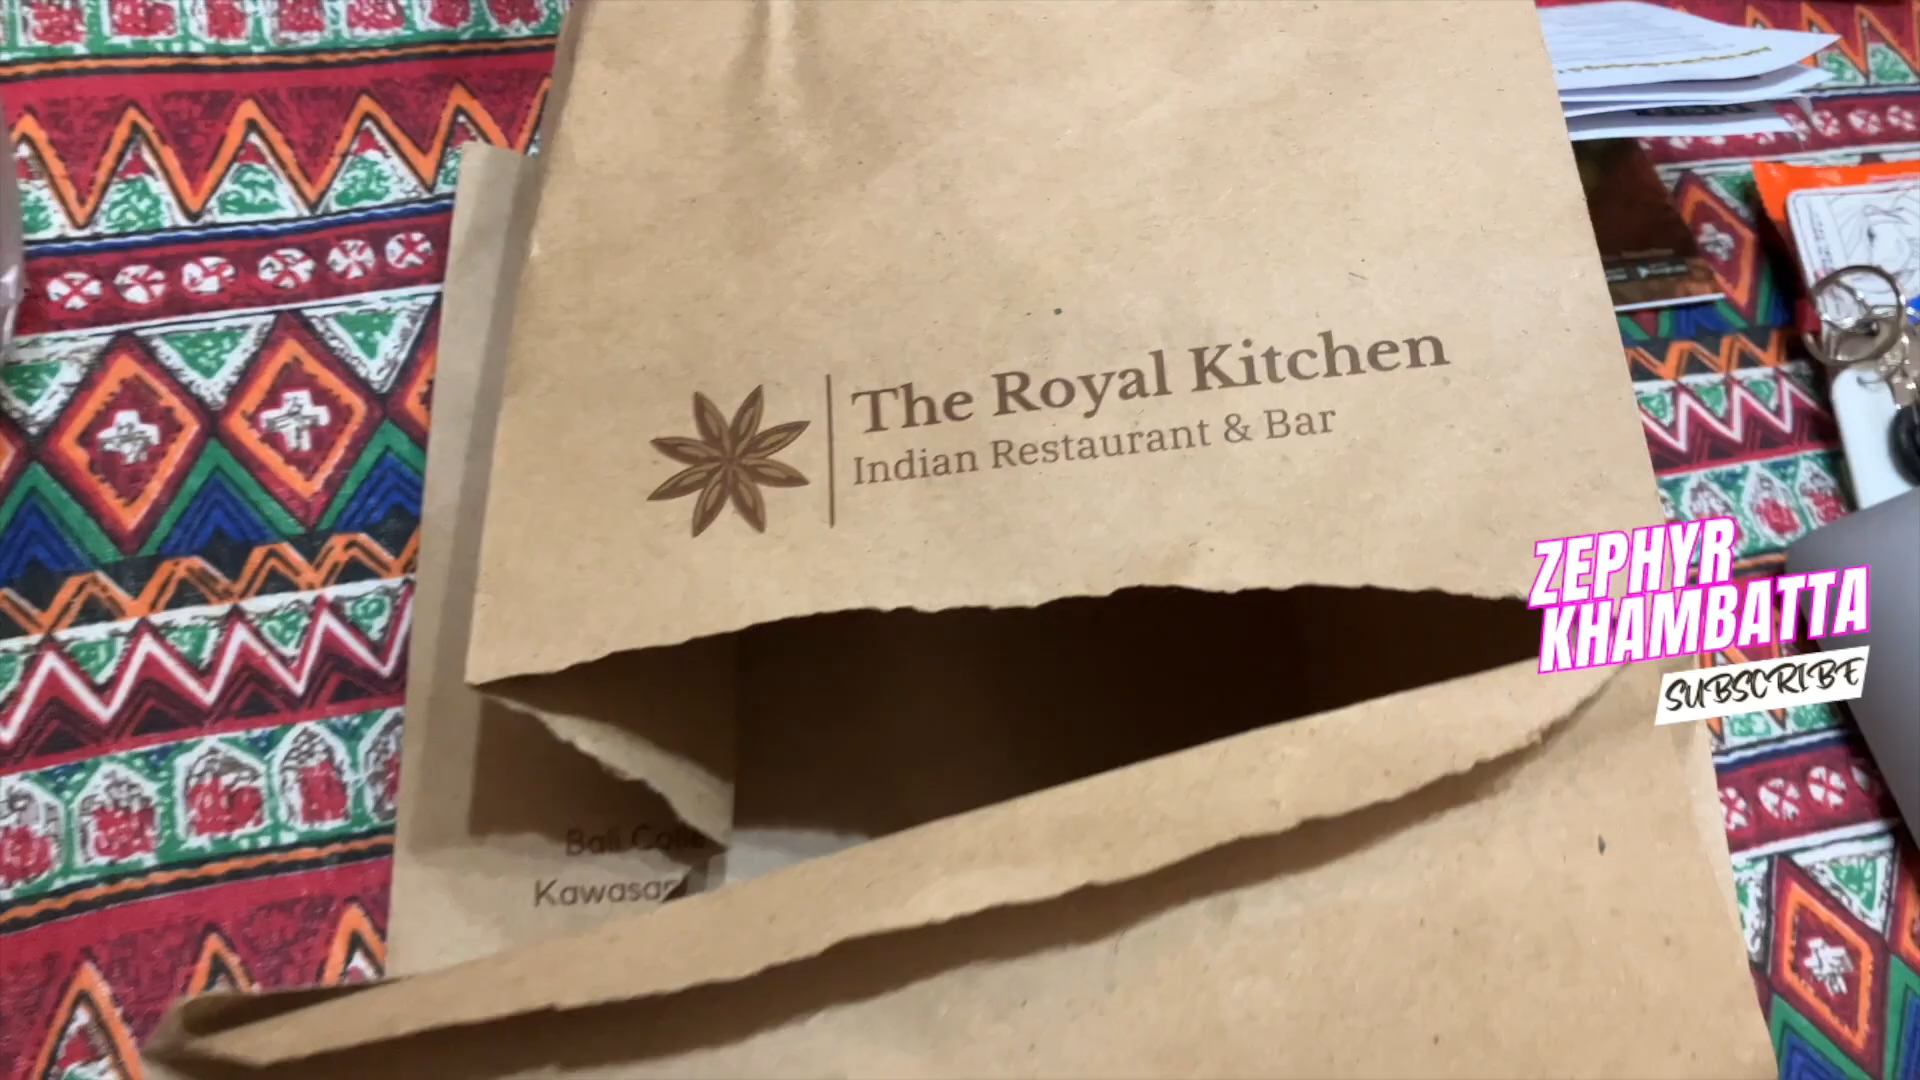 The Royal Kitchen
Indian Restaurant & Bar
ZEPHYR
KHAMBATTA
SUBSCRIBE